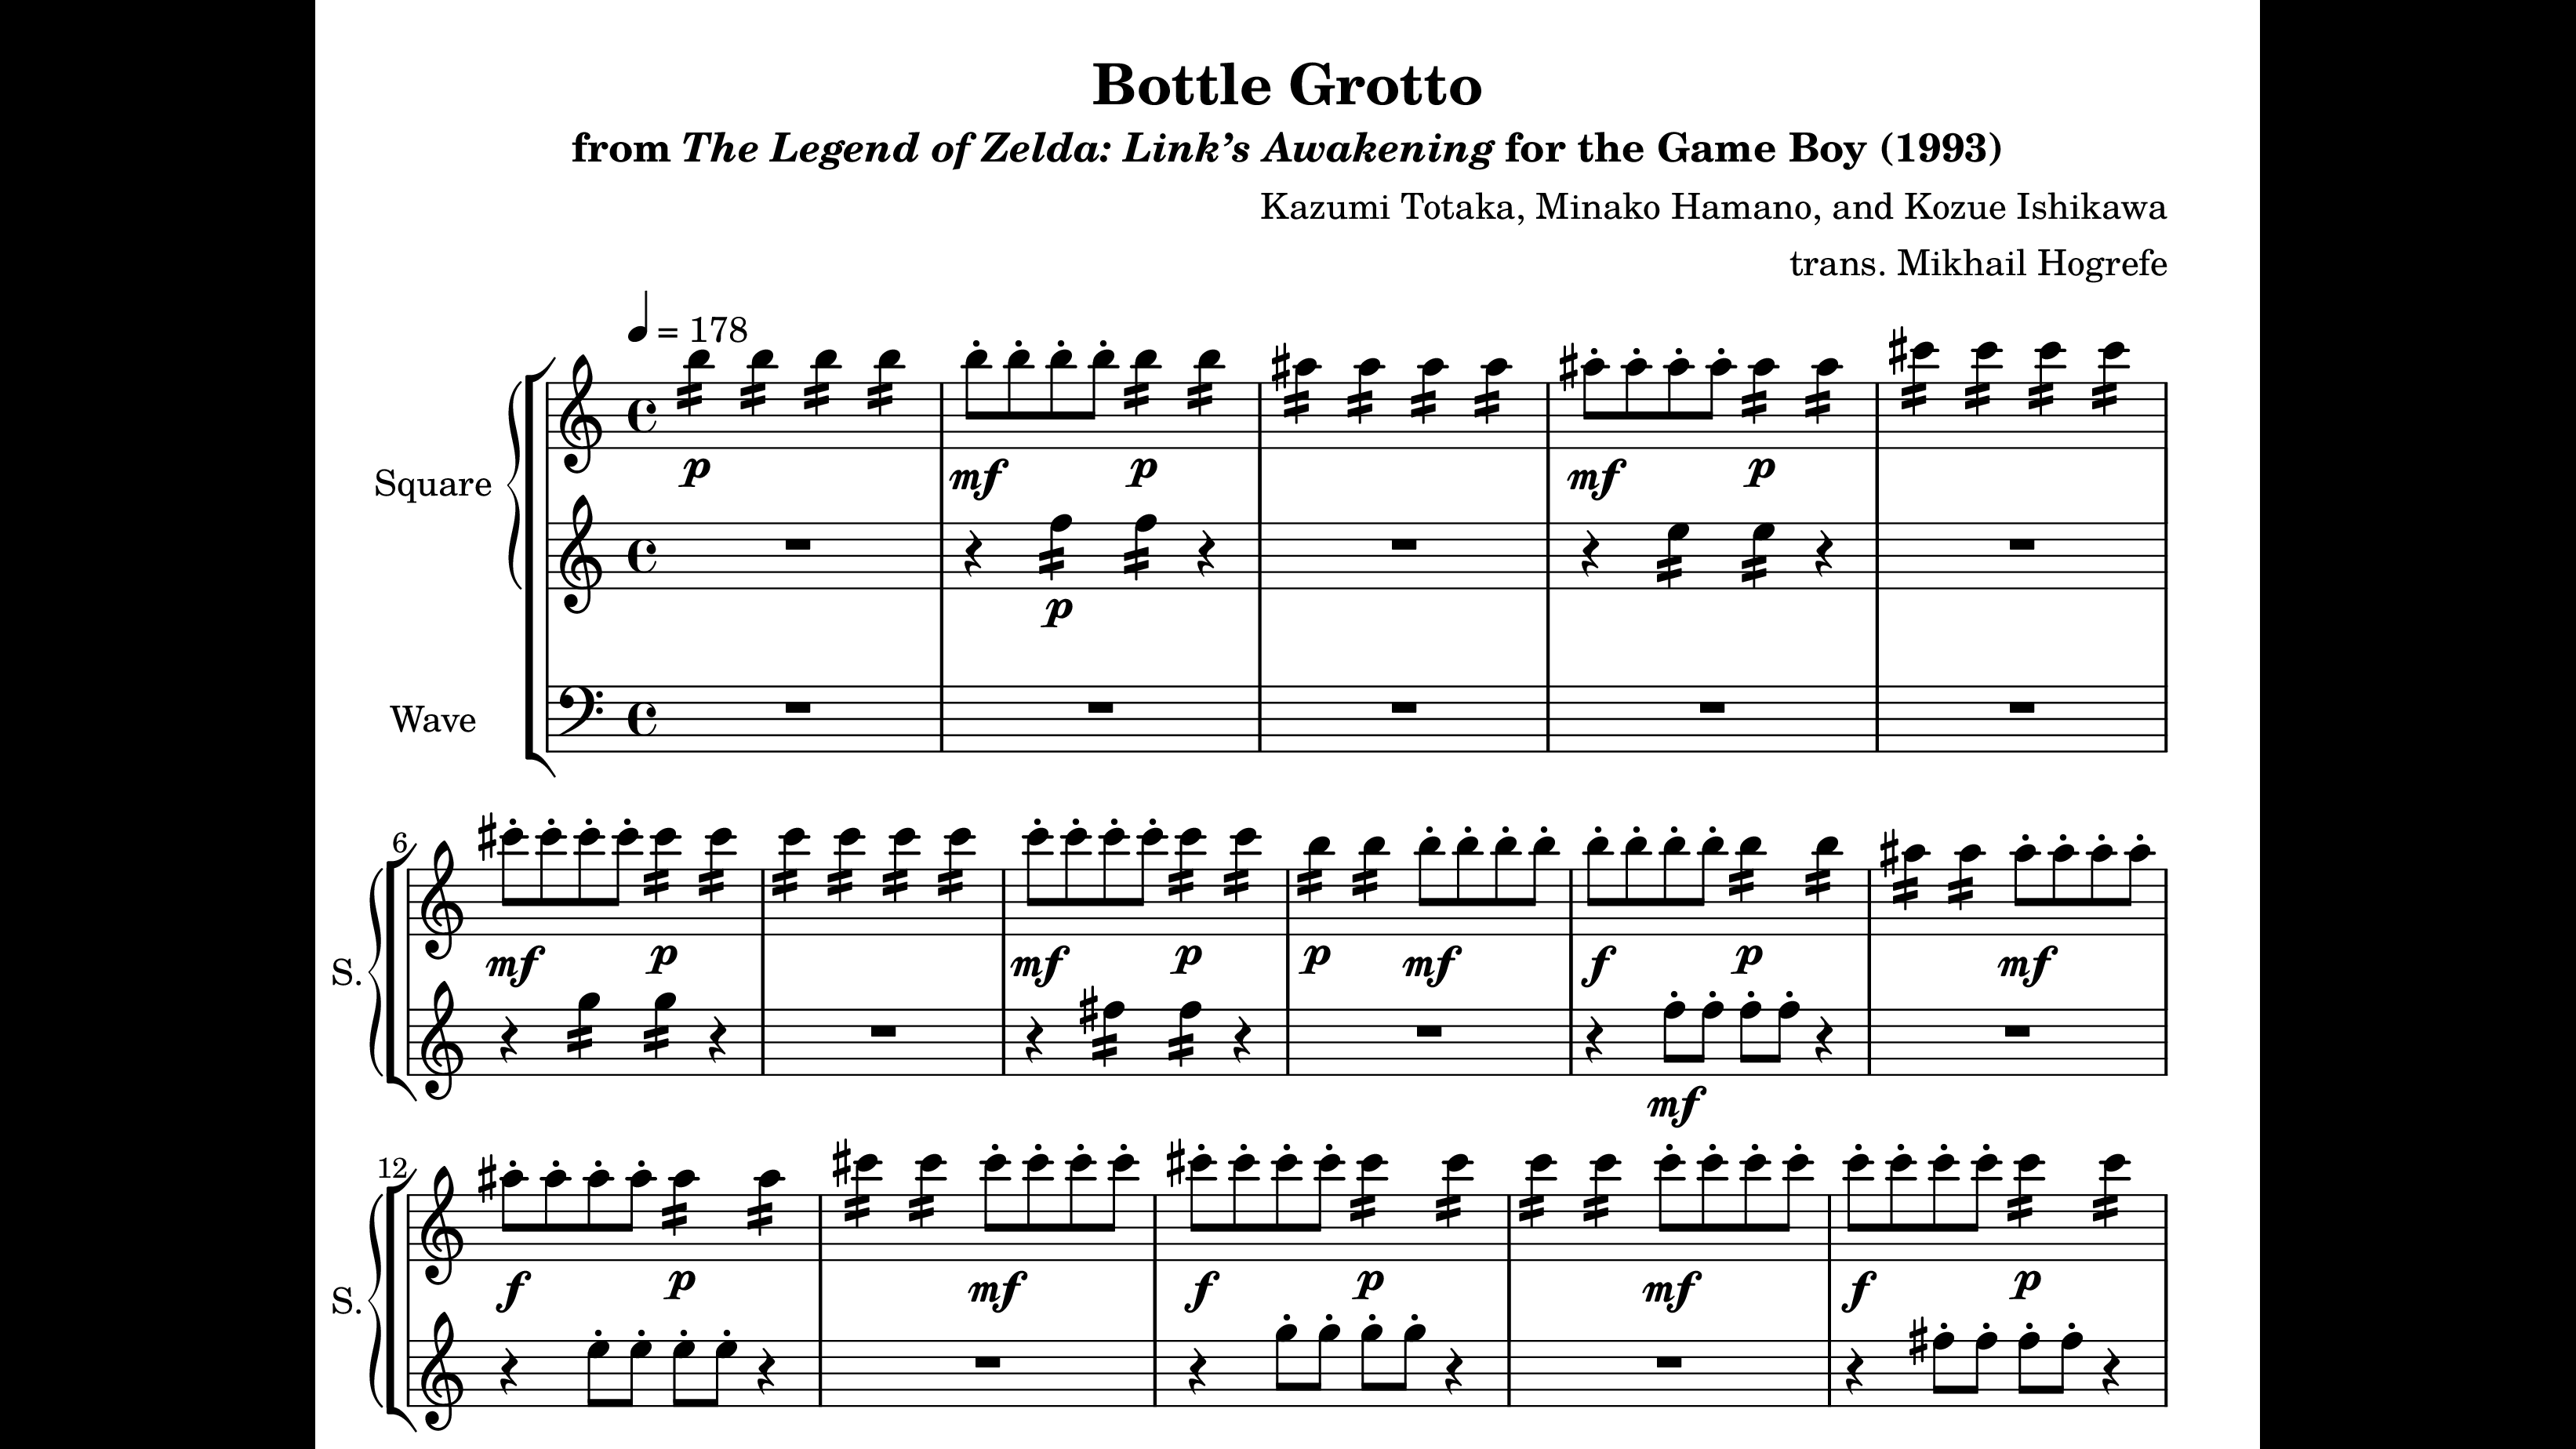 Bottle Grotto
from The Legend of Zelda: Link’s Awakening for the Game Boy (1993)
Kazumi Totaka, Minako Hamano, and Kozue Ishikawa
trans. Mikhail Hogrefe
= 178
p mf p mf p
Square
p
Wave
6
mf p mf p p mf f p mf
S.
mf
12
f p mf f p mf f p
S.